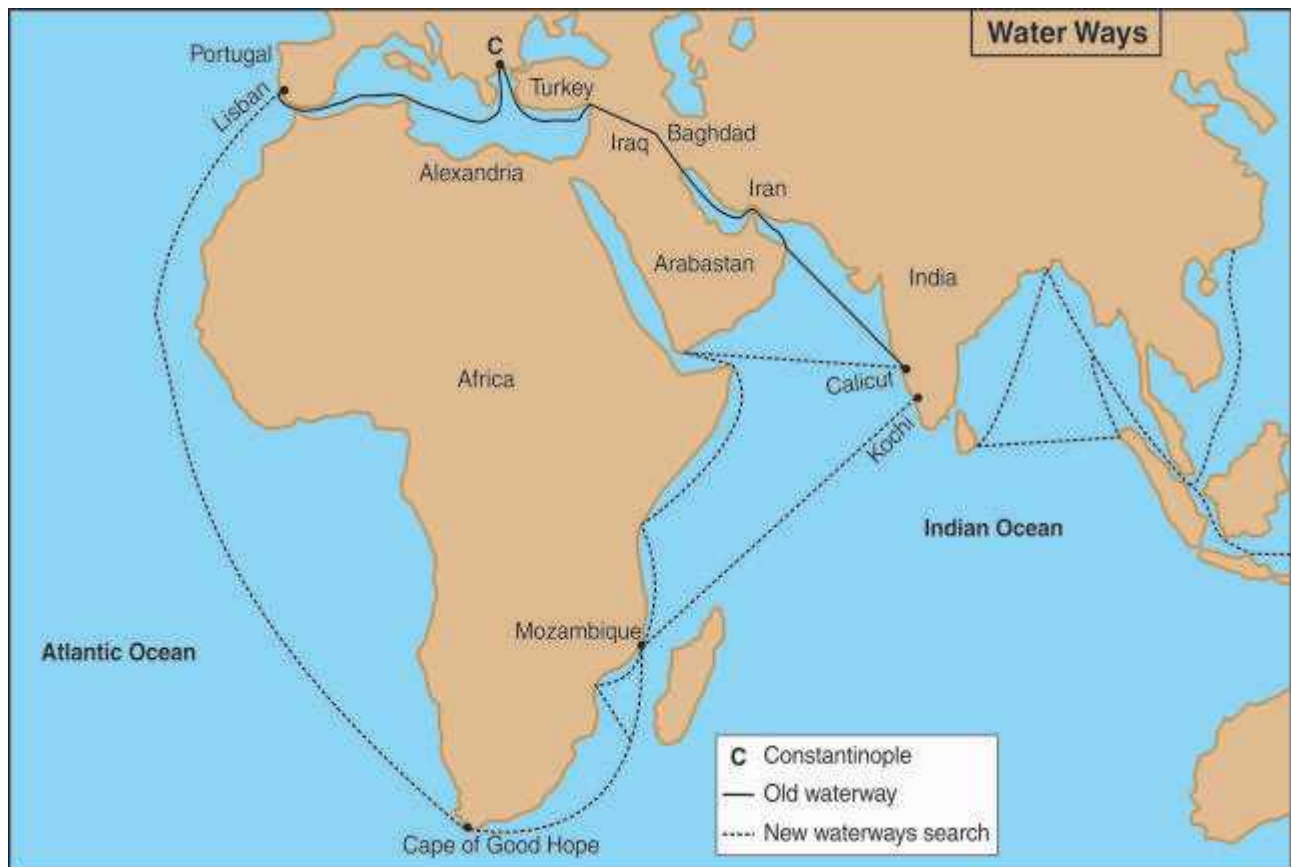 Water Ways
C
Portugal
Lisban
Turkey
Baghdad
Iraq
Alexandria
Iran
Arabastan
India
Africa
Calicut
Kochi
Indian Ocean
Mozambique
Atlantic Ocean
Cape of Good Hope
C Constantinople
Old waterway
New waterways search